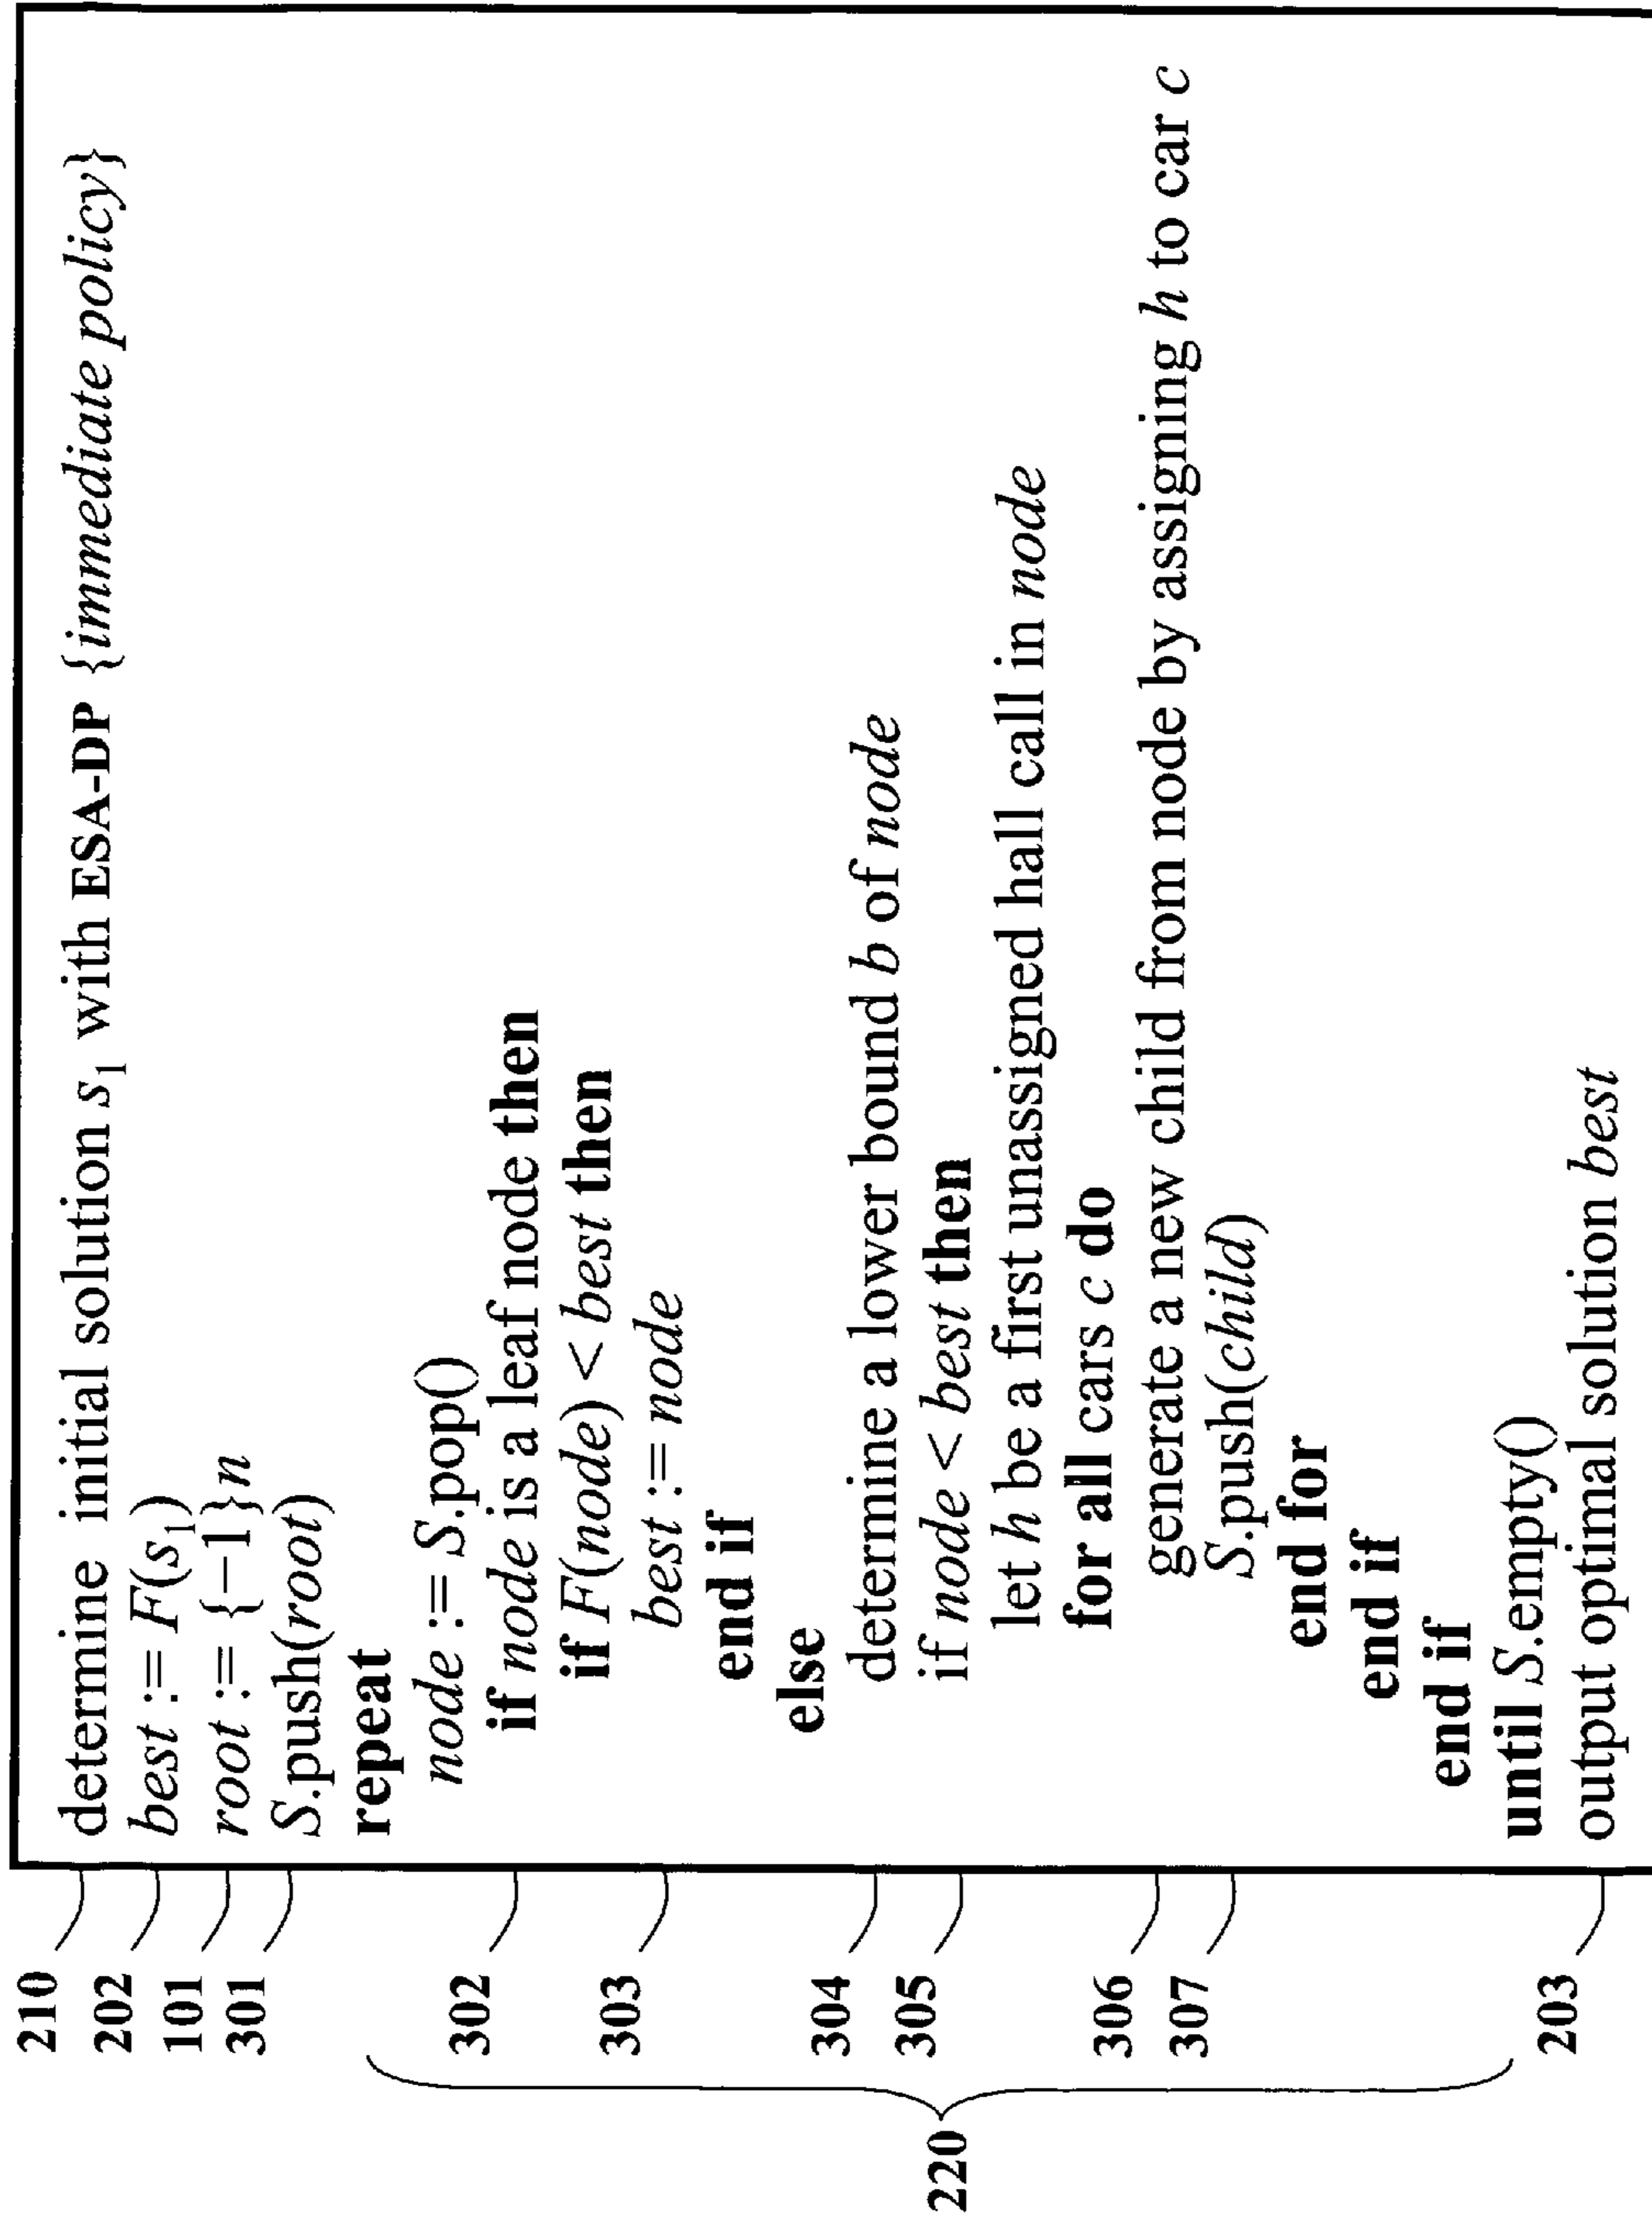 210 determine initial solution s1 with ESA-DP {immediate policy}
202 best := F(s1)
101 root := {−1}n
301 S.push(root)
repeat
node := S.pop()
302 if node is a leaf node then
if F(node) < best then
303 best := node
end if
else
304 determine a lower bound b of node
305 if node < best then
let h be a first unassigned hall call in node
for all cars c do
306 generate a new child from node by assigning h to car c
307 S.push(child)
end for
end if
end if
until S.empty()
203 output optimal solution best
220